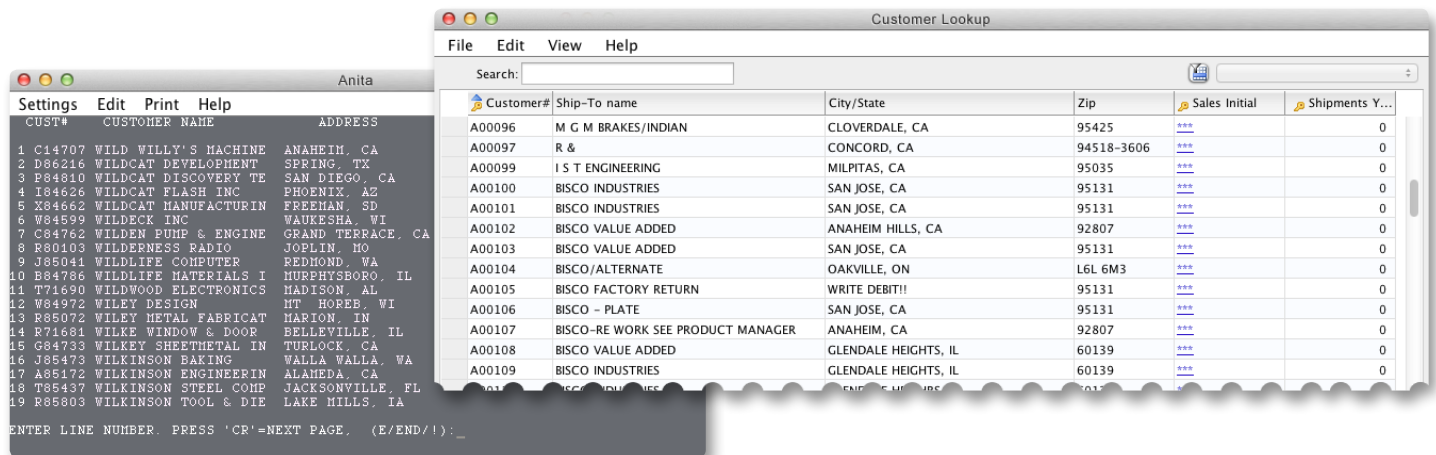 Anita
Settings Edit Print Help
CUST# CUSTOMER NAME ADDRESS
1 C14707 WILD WILLY'S MACHINE ANAHEIM, CA
2 D86216 WILDCAT DEVELOPMENT SPRING, TX
3 P84810 WILDCAT DISCOVERY TE SAN DIEGO, CA
4 I84626 WILDCAT FLASH INC PHOENIX, AZ
5 X84662 WILDCAT MANUFACTURIN FREEMAN, SD
6 W84599 WILDECK INC WAUKESHA, WI
7 C84762 WILDEN PUMP & ENGINE GRAND TERRACE, CA
8 R80103 WILDERNESS RADIO JOPLIN, MO
9 J85041 WILDLIFE COMPUTER REDMOND, WA
10 B84786 WILDLIFE MATERIALS I MURPHYSBORO, IL
11 T71690 WILDWOOD ELECTRONICS MADISON, AL
12 W84972 WILEY DESIGN MT HOREB, WI
13 R85072 WILEY METAL FABRICAT MARION, IN
14 R71681 WILKE WINDOW & DOOR BELLEVILLE, IL
15 G84733 WILKEY SHEETMETAL IN TURLOCK, CA
16 J85473 WILKINSON BAKING WALLA WALLA, WA
17 A85172 WILKINSON ENGINEERIN ALAMEDA, CA
18 T85437 WILKINSON STEEL COMP JACKSONVILLE, FL
19 R85803 WILKINSON TOOL & DIE LAKE MILLS, IA
ENTER LINE NUMBER. PRESS 'CR'=NEXT PAGE, (E/END/!):_
Customer Lookup
File Edit View Help
Search:
Customer# Ship-To name City/State Zip Sales Initial Shipments Y...
A00096 M G M BRAKES/INDIAN CLOVERDALE, CA 95425 *** 0
A00097 R & CONCORD, CA 94518-3606 *** 0
A00099 I S T ENGINEERING MILPITAS, CA 95035 *** 0
A00100 BISCO INDUSTRIES SAN JOSE, CA 95131 *** 0
A00101 BISCO INDUSTRIES SAN JOSE, CA 95131 *** 0
A00102 BISCO VALUE ADDED ANAHEIM HILLS, CA 92807 *** 0
A00103 BISCO VALUE ADDED SAN JOSE, CA 95131 *** 0
A00104 BISCO/ALTERNATE OAKVILLE, ON L6L 6M3 *** 0
A00105 BISCO FACTORY RETURN WRITE DEBIT!! 95131 *** 0
A00106 BISCO - PLATE SAN JOSE, CA 95131 *** 0
A00107 BISCO-RE WORK SEE PRODUCT MANAGER ANAHEIM, CA 92807 *** 0
A00108 BISCO VALUE ADDED GLENDALE HEIGHTS, IL 60139 *** 0
A00109 BISCO INDUSTRIES GLENDALE HEIGHTS, IL 60139 *** 0